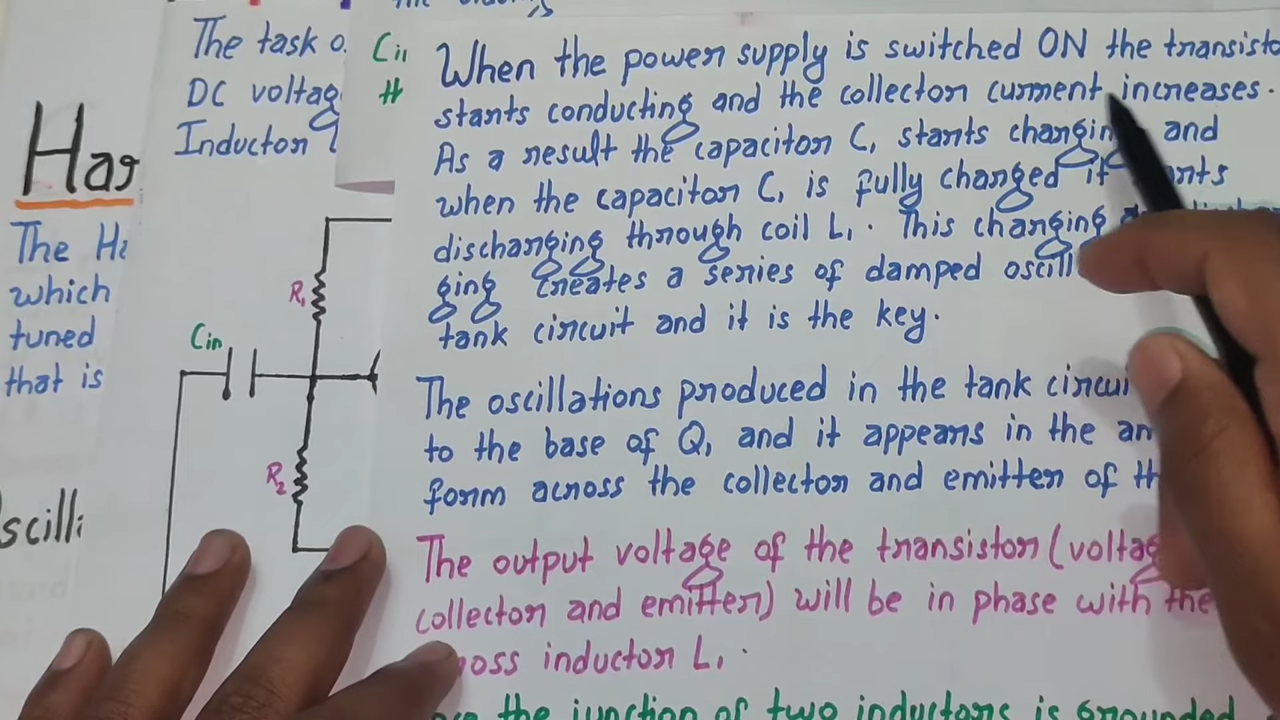 The task o
DC voltag
Inductor
Har
The Ha
which
tuned
that is
scilli
R1
Cin
R2
When the power supply is switched ON the transisto
starts conducting and the collector current increases.
As a result the capacitor C1 starts charging and
when the capacitor C1 is fully charged it
discharging through coil L1. This charging
ging creates a series of damped oscill
tank circuit and it is the key.
The oscillations produced in the tank circui
to the base of Q1 and it appears in the
form across the collector and emitter of th
The output voltage of the transistor (voltag
collector and emitter) will be in phase with the
inductor L1.
the junction of two inductors is grounded